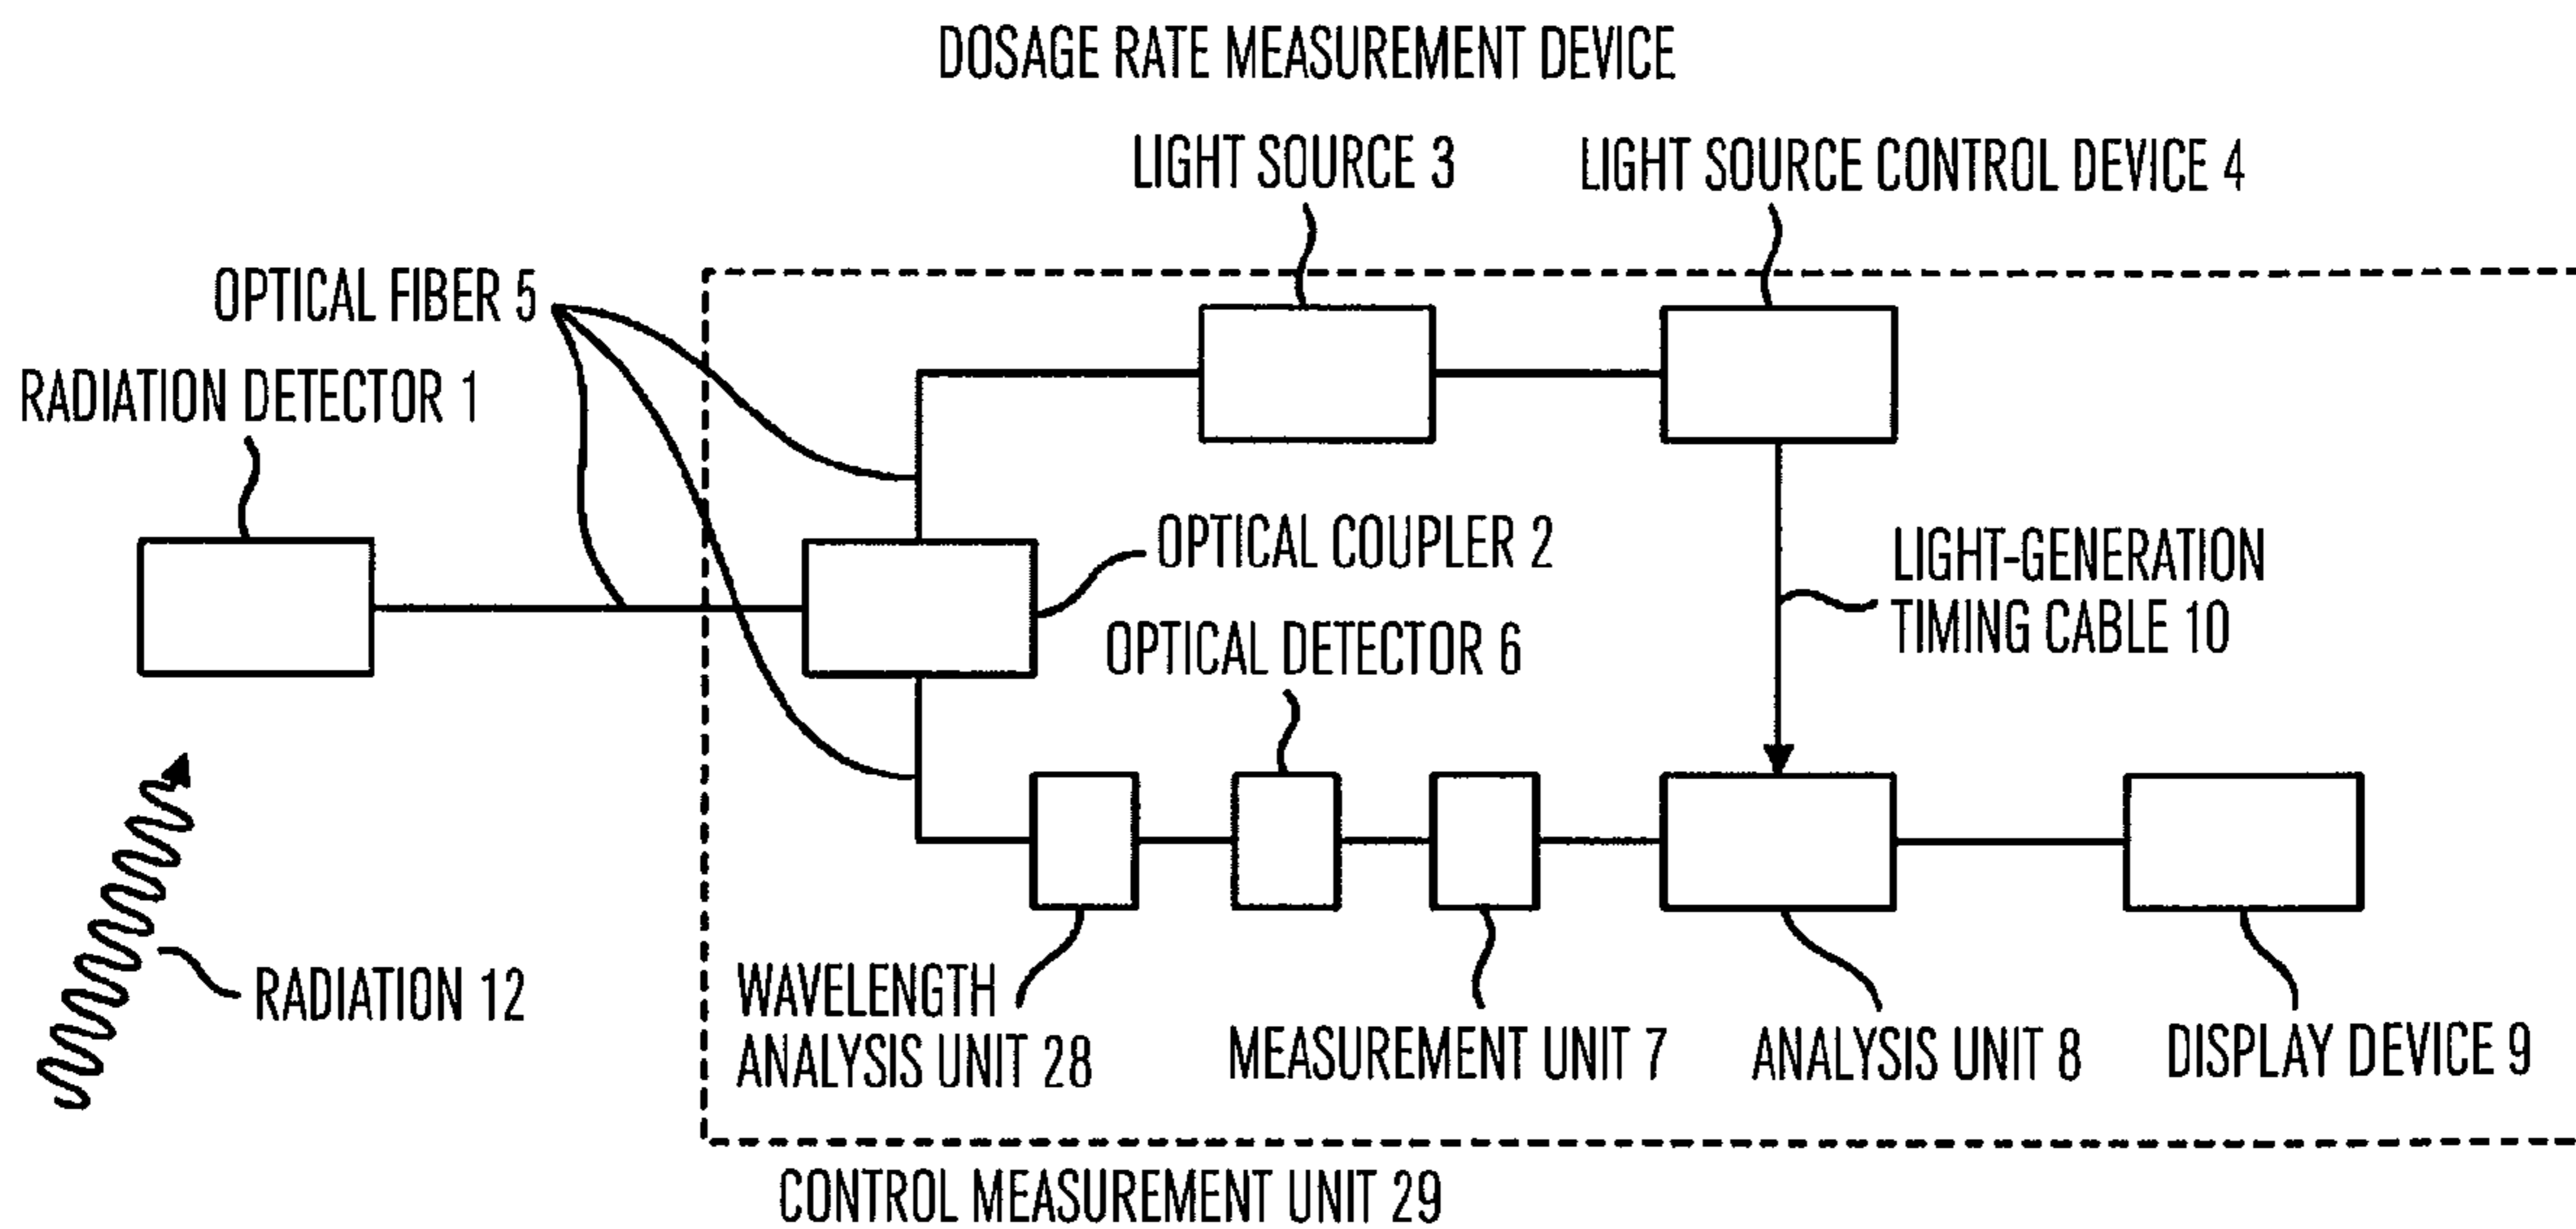 DOSAGE RATE MEASUREMENT DEVICE
LIGHT SOURCE 3
LIGHT SOURCE CONTROL DEVICE 4
OPTICAL FIBER 5
RADIATION DETECTOR 1
OPTICAL COUPLER 2
LIGHT-GENERATION
TIMING CABLE 10
OPTICAL DETECTOR 6
RADIATION 12
WAVELENGTH
ANALYSIS UNIT 28
MEASUREMENT UNIT 7
ANALYSIS UNIT 8
DISPLAY DEVICE 9
CONTROL MEASUREMENT UNIT 29